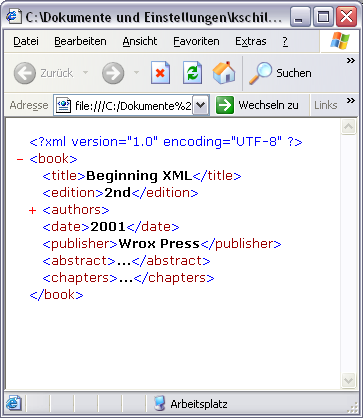 C:\Dokumente und Einstellungen\kschil...
Datei Bearbeiten Ansicht Favoriten Extras ? »
Zurück Suchen »
Adresse file:///C:/Dokumente%2 Wechseln zu Links »
<?xml version="1.0" encoding="UTF-8" ?>
- <book>
<title>Beginning XML</title>
<edition>2nd</edition>
+ <authors>
<date>2001</date>
<publisher>Wrox Press</publisher>
<abstract>...</abstract>
<chapters>...</chapters>
</book>
Arbeitsplatz